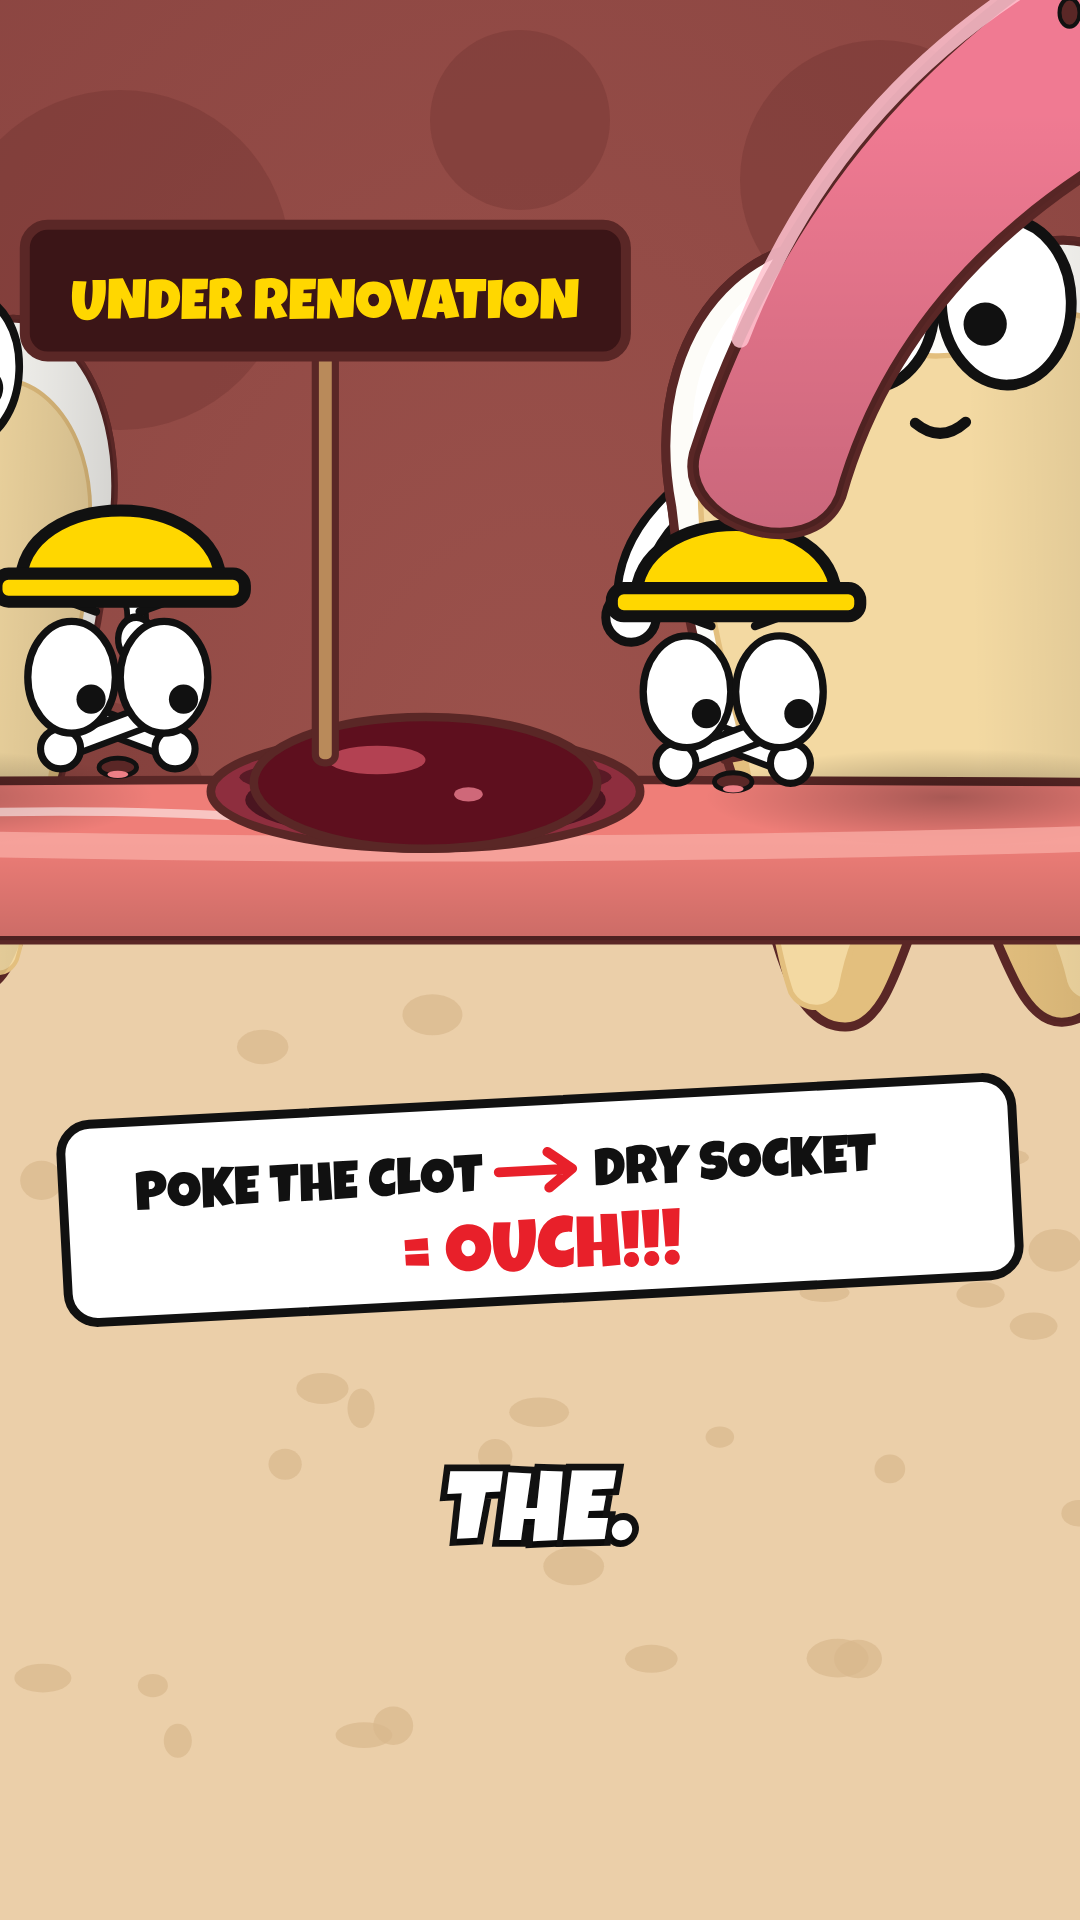 UNDER RENOVATION
POKE THE CLOT → DRY SOCKET
= OUCH!!!
THE.